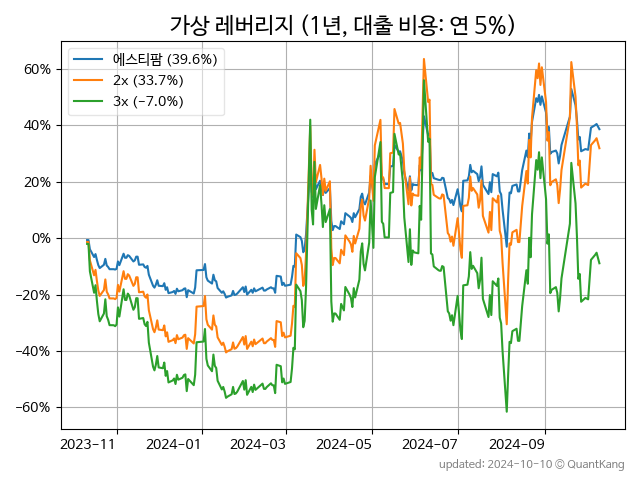 가상 레버리지 (1년, 대출 비용: 연 5%)
에스티팜 (39.6%)
2x (33.7%)
3x (−7.0%)
60%
40%
20%
0%
−20%
−40%
−60%
2023-11
2024-01
2024-03
2024-05
2024-07
2024-09
updated: 2024-10-10 © QuantKang